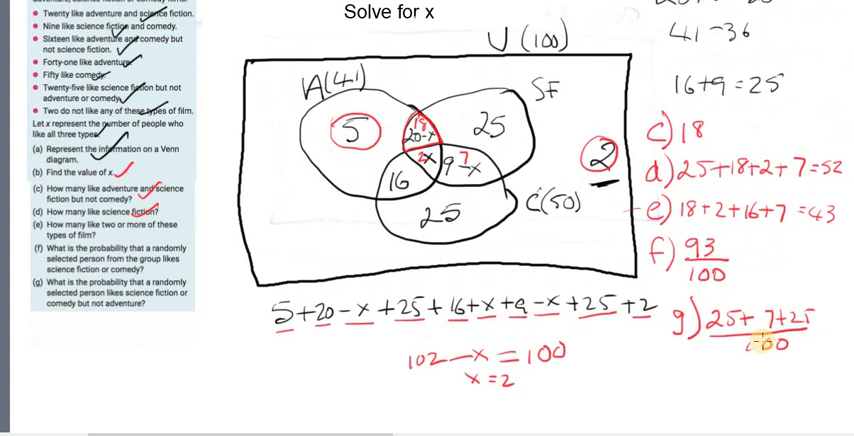 Solve for x
adventure, science fiction or comedy films.
• Twenty like adventure and science fiction.
• Nine like science fiction and comedy.
• Sixteen like adventure and comedy but
not science fiction.
• Forty-one like adventure.
• Fifty like comedy.
• Twenty-five like science fiction but not
adventure or comedy.
• Two do not like any of these types of film.
Let x represent the number of people who
like all three types.
(a) Represent the information on a Venn
diagram.
(b) Find the value of x.
(c) How many like adventure and science
fiction but not comedy?
(d) How many like science fiction?
(e) How many like two or more of these
types of film?
(f) What is the probability that a randomly
selected person from the group likes
science fiction or comedy?
(g) What is the probability that a randomly
selected person likes science fiction or
comedy but not adventure?
U (100)
A(41)
SF
5
18
20-x
25
2x
7
9-x
16
2
25
C(50)
5+20-x+25+16+x+9-x+25+2
102-x=100
x=2
41-36
16+9=25
c) 18
d) 25+18+2+7=52
e) 18+2+16+7=43
f) 93
100
g) 25+7+25
100